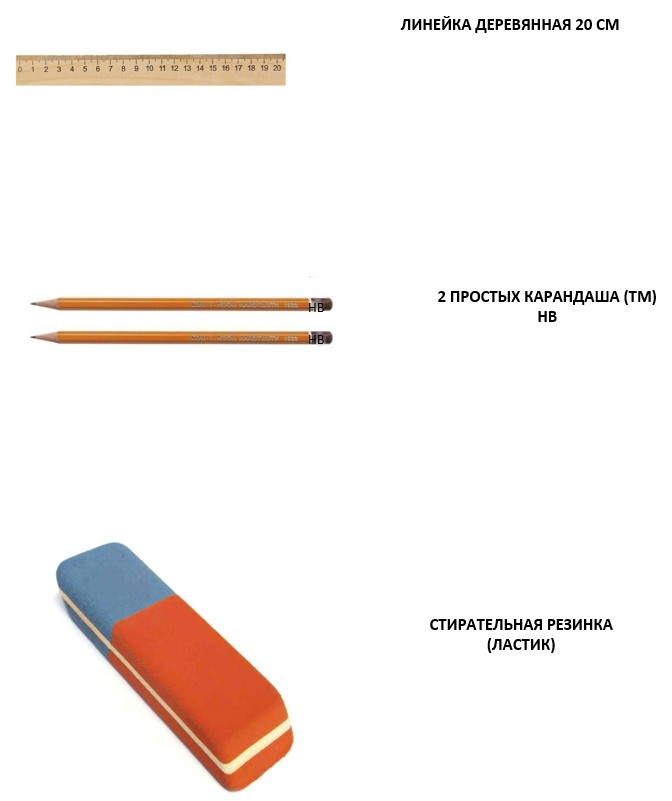 ЛИНЕЙКА ДЕРЕВЯННАЯ 20 СМ
0 1 2 3 4 5 6 7 8 9 10 11 12 13 14 15 16 17 18 19 20
2 ПРОСТЫХ КАРАНДАША (ТМ)
НВ
НВ
НВ
СТИРАТЕЛЬНАЯ РЕЗИНКА
(ЛАСТИК)